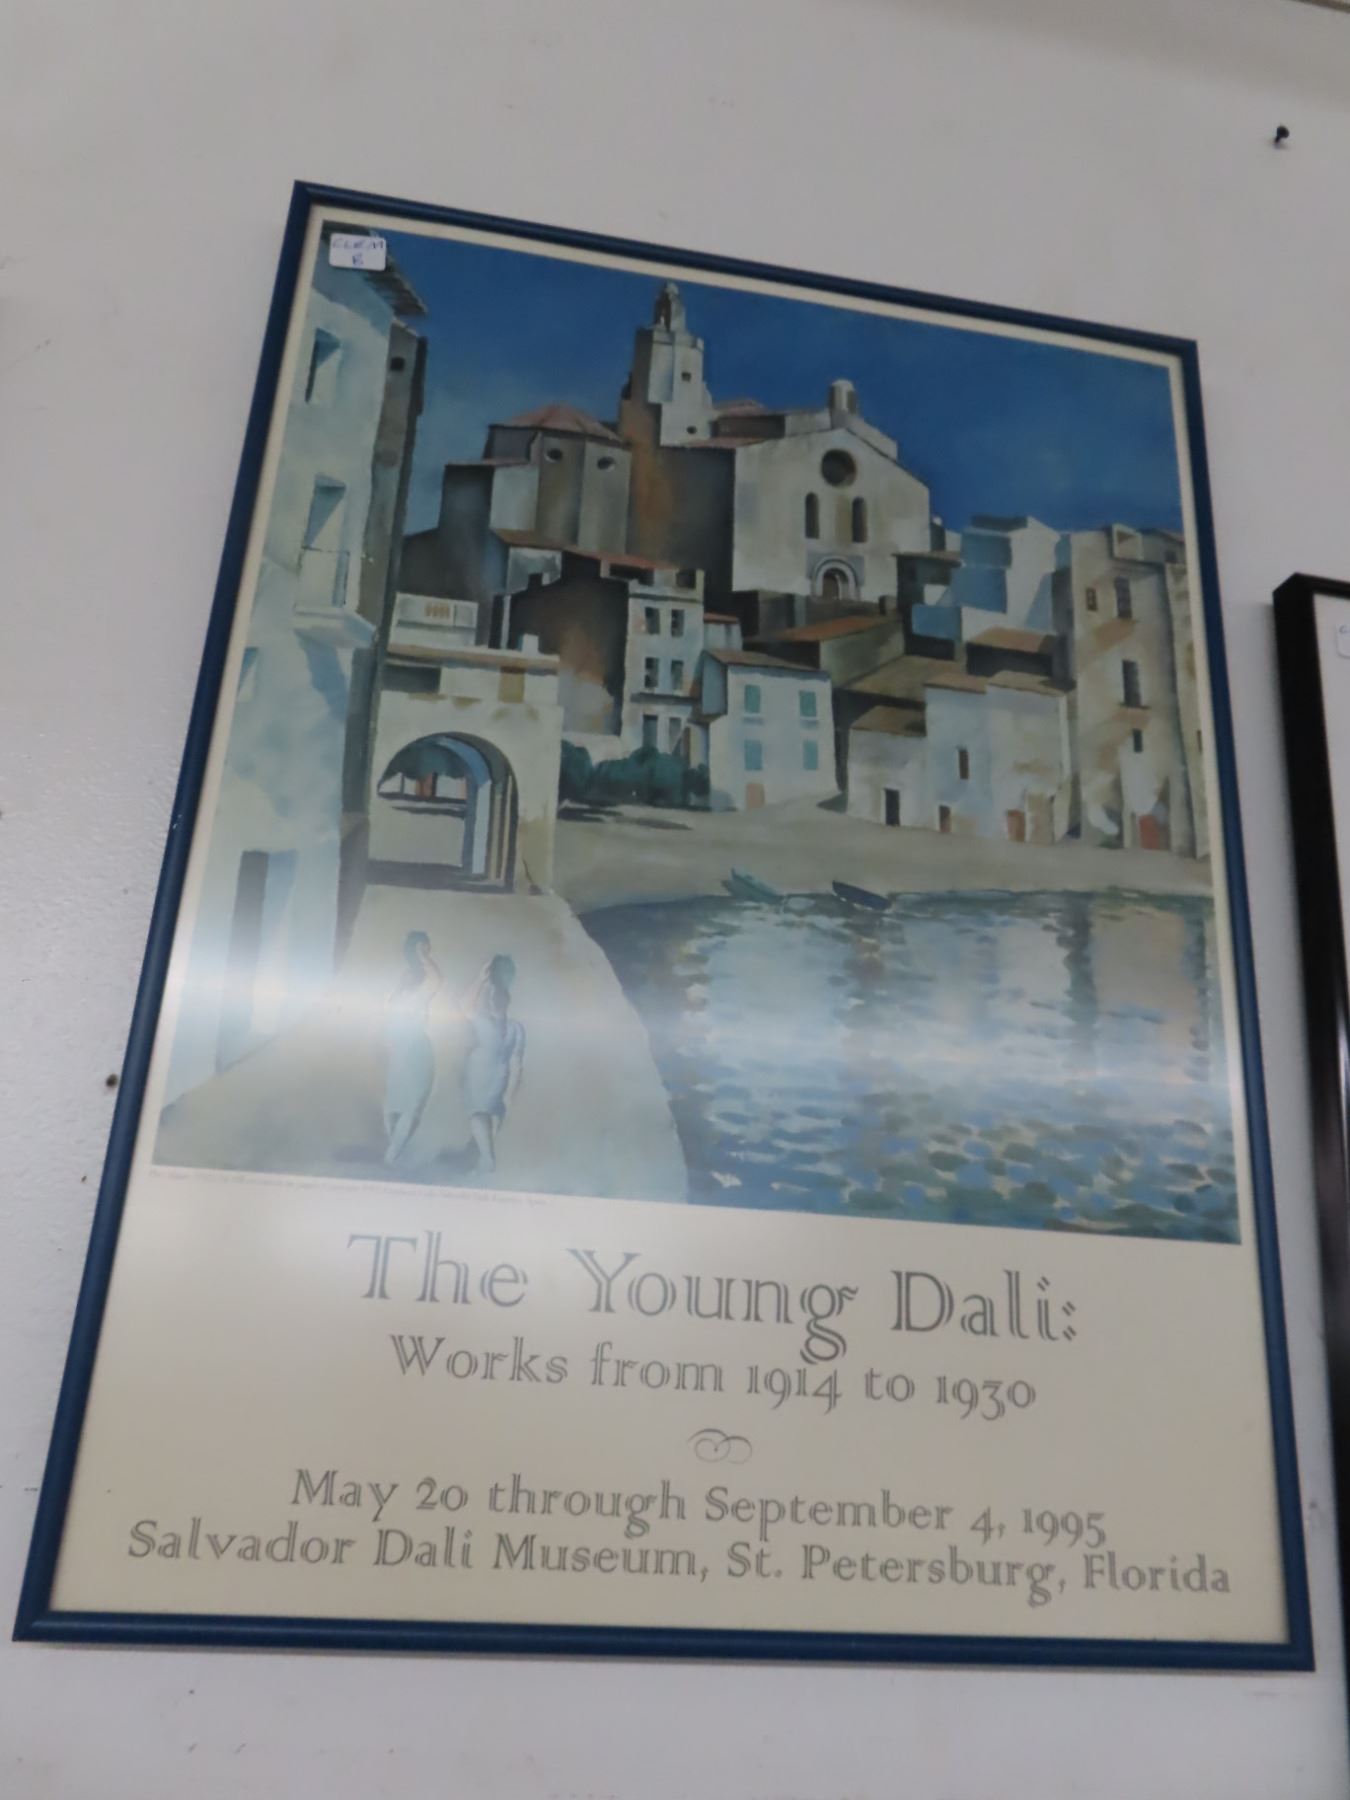 CLEM
B
The Young Dali:
Works from 1914 to 1930
May 20 through September 4, 1995
Salvador Dali Museum, St. Petersburg, Florida